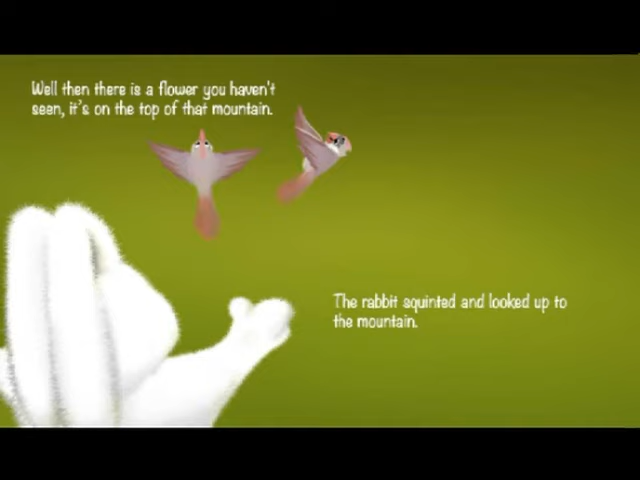 Well then there is a flower you haven't
seen, it's on the top of that mountain.
The rabbit squinted and looked up to
the mountain.